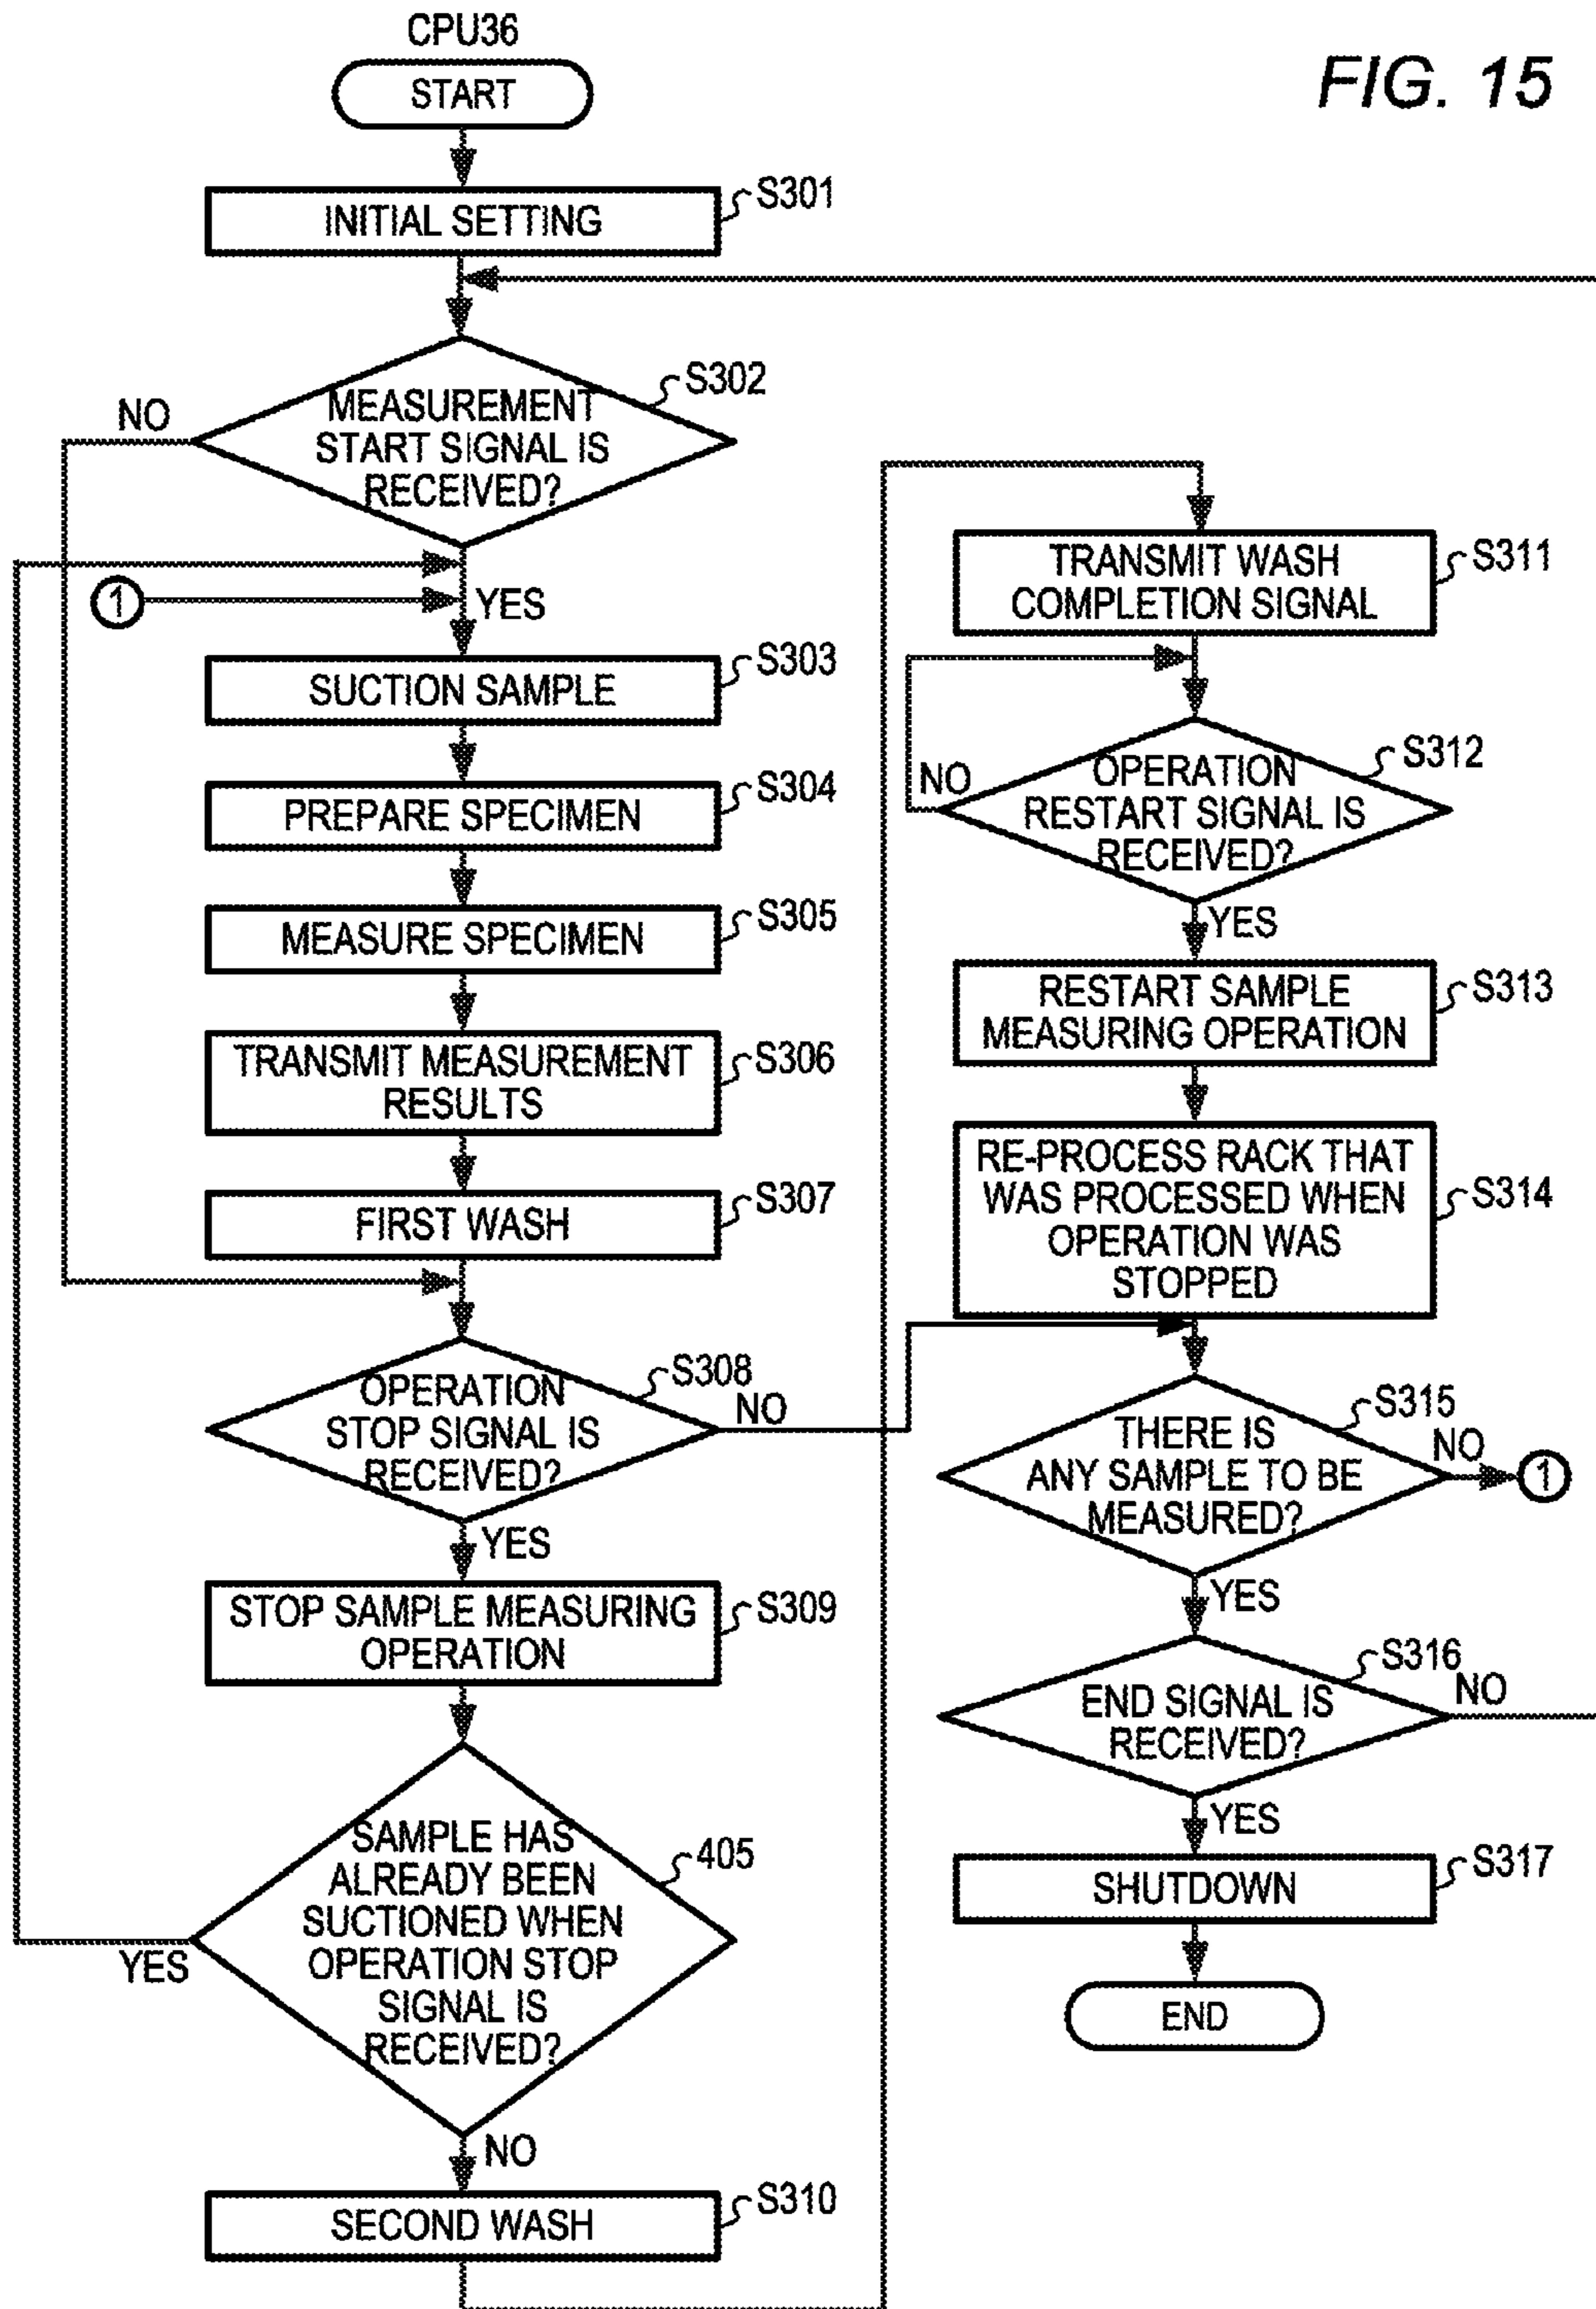 CPU36
FIG. 15
START
INITIAL SETTING
S301
MEASUREMENT
START SIGNAL IS
RECEIVED?
S302
NO
YES
1
SUCTION SAMPLE
S303
PREPARE SPECIMEN
S304
MEASURE SPECIMEN
S305
TRANSMIT MEASUREMENT
RESULTS
S306
FIRST WASH
S307
OPERATION
STOP SIGNAL IS
RECEIVED?
S308
NO
YES
STOP SAMPLE MEASURING
OPERATION
S309
SAMPLE HAS
ALREADY BEEN
SUCTIONED WHEN
OPERATION STOP
SIGNAL IS
RECEIVED?
405
YES
NO
SECOND WASH
S310
TRANSMIT WASH
COMPLETION SIGNAL
S311
OPERATION
RESTART SIGNAL IS
RECEIVED?
S312
NO
YES
RESTART SAMPLE
MEASURING OPERATION
S313
RE-PROCESS RACK THAT
WAS PROCESSED WHEN
OPERATION WAS
STOPPED
S314
THERE IS
ANY SAMPLE TO BE
MEASURED?
S315
NO
1
YES
END SIGNAL IS
RECEIVED?
S316
NO
YES
SHUTDOWN
S317
END